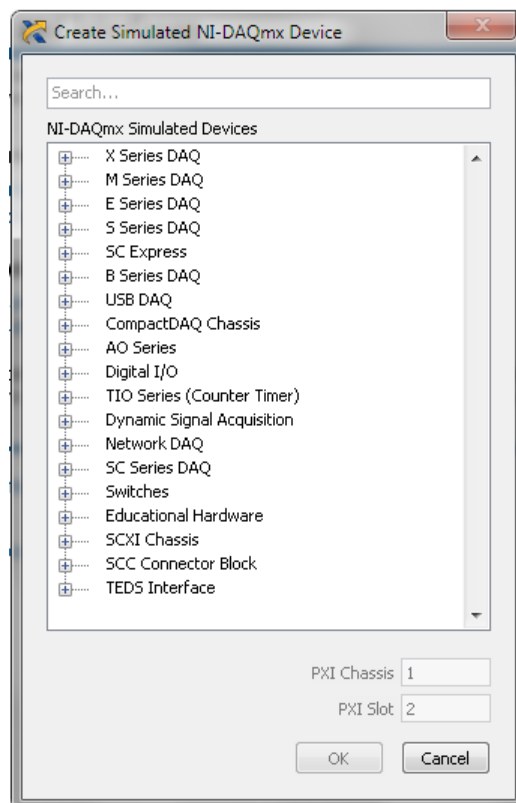 Create Simulated NI-DAQmx Device
Search...
NI-DAQmx Simulated Devices
X Series DAQ
M Series DAQ
E Series DAQ
S Series DAQ
SC Express
B Series DAQ
USB DAQ
CompactDAQ Chassis
AO Series
Digital I/O
TIO Series (Counter Timer)
Dynamic Signal Acquisition
Network DAQ
SC Series DAQ
Switches
Educational Hardware
SCXI Chassis
SCC Connector Block
TEDS Interface
PXI Chassis 1
PXI Slot 2
OK Cancel